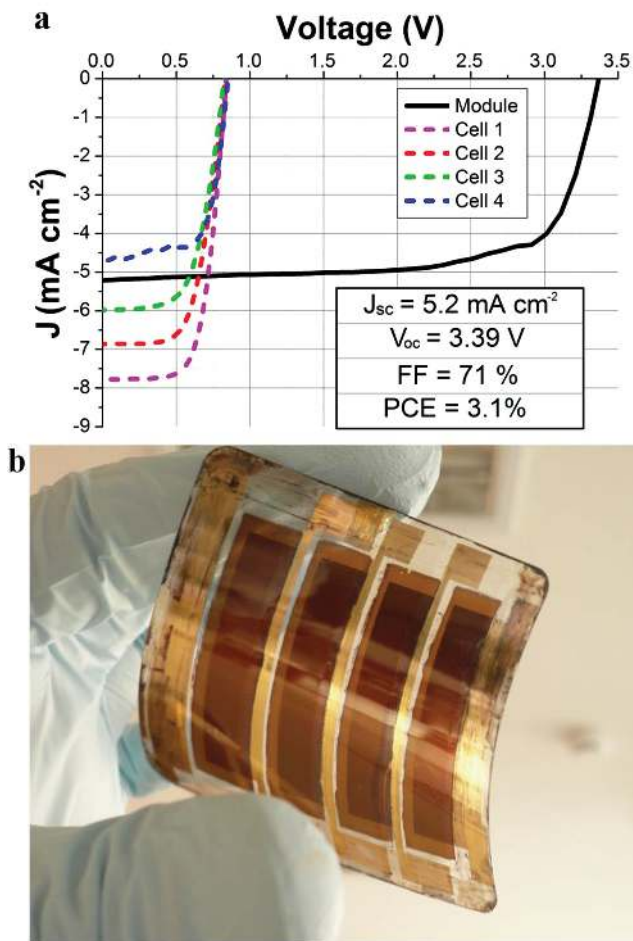 a
Voltage (V)
0.0 0.5 1.0 1.5 2.0 2.5 3.0 3.5
0
-1
-2
-3
-4
-5
-6
-7
-8
-9
J (mA cm⁻²)
Module
Cell 1
Cell 2
Cell 3
Cell 4
J_sc = 5.2 mA cm⁻²
V_oc = 3.39 V
FF = 71 %
PCE = 3.1%
b